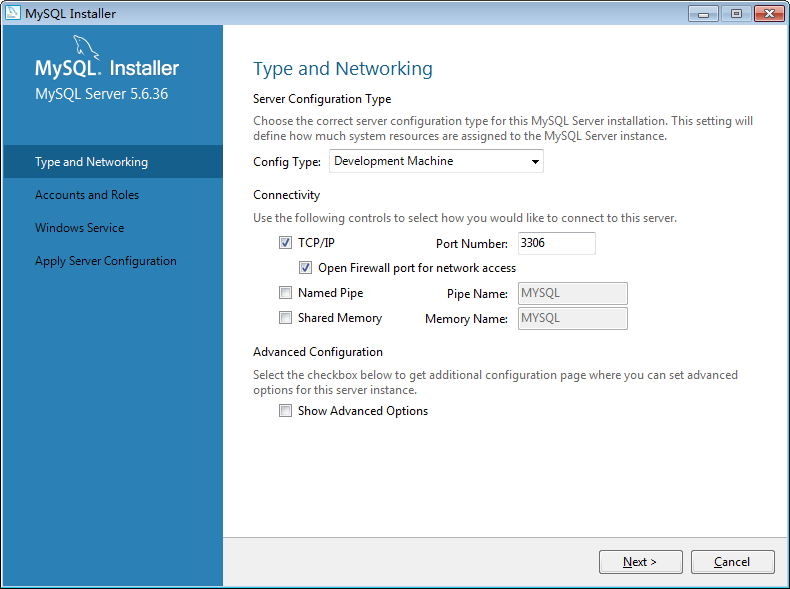 MySQL Installer
MySQL. Installer
MySQL Server 5.6.36
Type and Networking
Accounts and Roles
Windows Service
Apply Server Configuration
Type and Networking
Server Configuration Type
Choose the correct server configuration type for this MySQL Server installation. This setting will
define how much system resources are assigned to the MySQL Server instance.
Config Type: Development Machine
Connectivity
Use the following controls to select how you would like to connect to this server.
TCP/IP Port Number: 3306
Open Firewall port for network access
Named Pipe Pipe Name: MYSQL
Shared Memory Memory Name: MYSQL
Advanced Configuration
Select the checkbox below to get additional configuration page where you can set advanced
options for this server instance.
Show Advanced Options
Next > Cancel